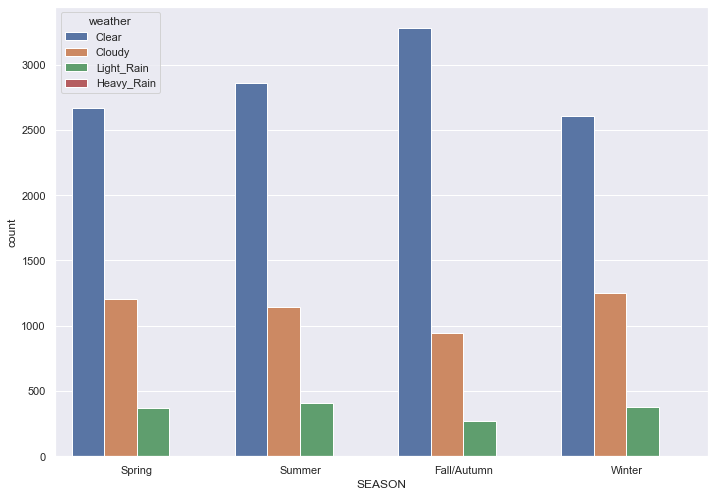 weather
Clear
Cloudy
Light_Rain
Heavy_Rain
3000
2500
2000
1500
1000
500
0
count
Spring
Summer
Fall/Autumn
Winter
SEASON